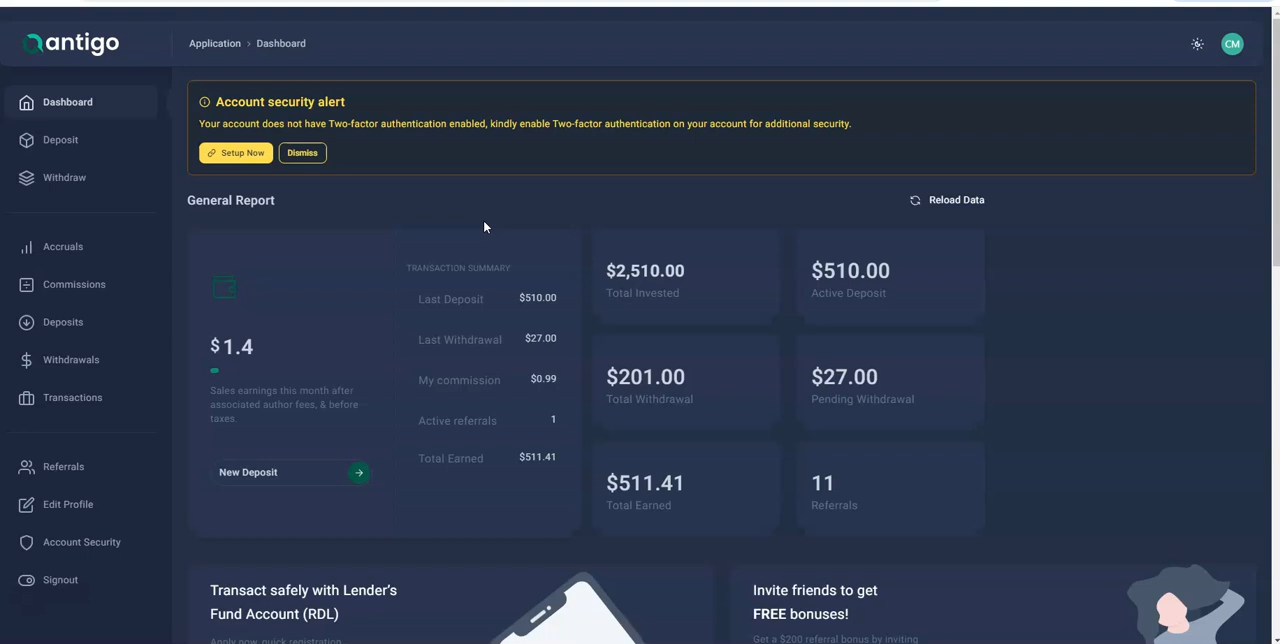 antigo
Application › Dashboard
CM
Dashboard
Deposit
Withdraw
Accruals
Commissions
Deposits
Withdrawals
Transactions
Referrals
Edit Profile
Account Security
Signout
Account security alert
Your account does not have Two-factor authentication enabled, kindly enable Two-factor authentication on your account for additional security.
Setup Now Dismiss
General Report
Reload Data
$1.4
Sales earnings this month after
associated author fees, & before
taxes.
New Deposit
TRANSACTION SUMMARY
Last Deposit $510.00
Last Withdrawal $27.00
My commission $0.99
Active referrals 1
Total Earned $511.41
$2,510.00
Total Invested
$510.00
Active Deposit
$201.00
Total Withdrawal
$27.00
Pending Withdrawal
$511.41
Total Earned
11
Referrals
Transact safely with Lender's
Fund Account (RDL)
Apply now, quick registration
Invite friends to get
FREE bonuses!
Get a $200 referral bonus by inviting